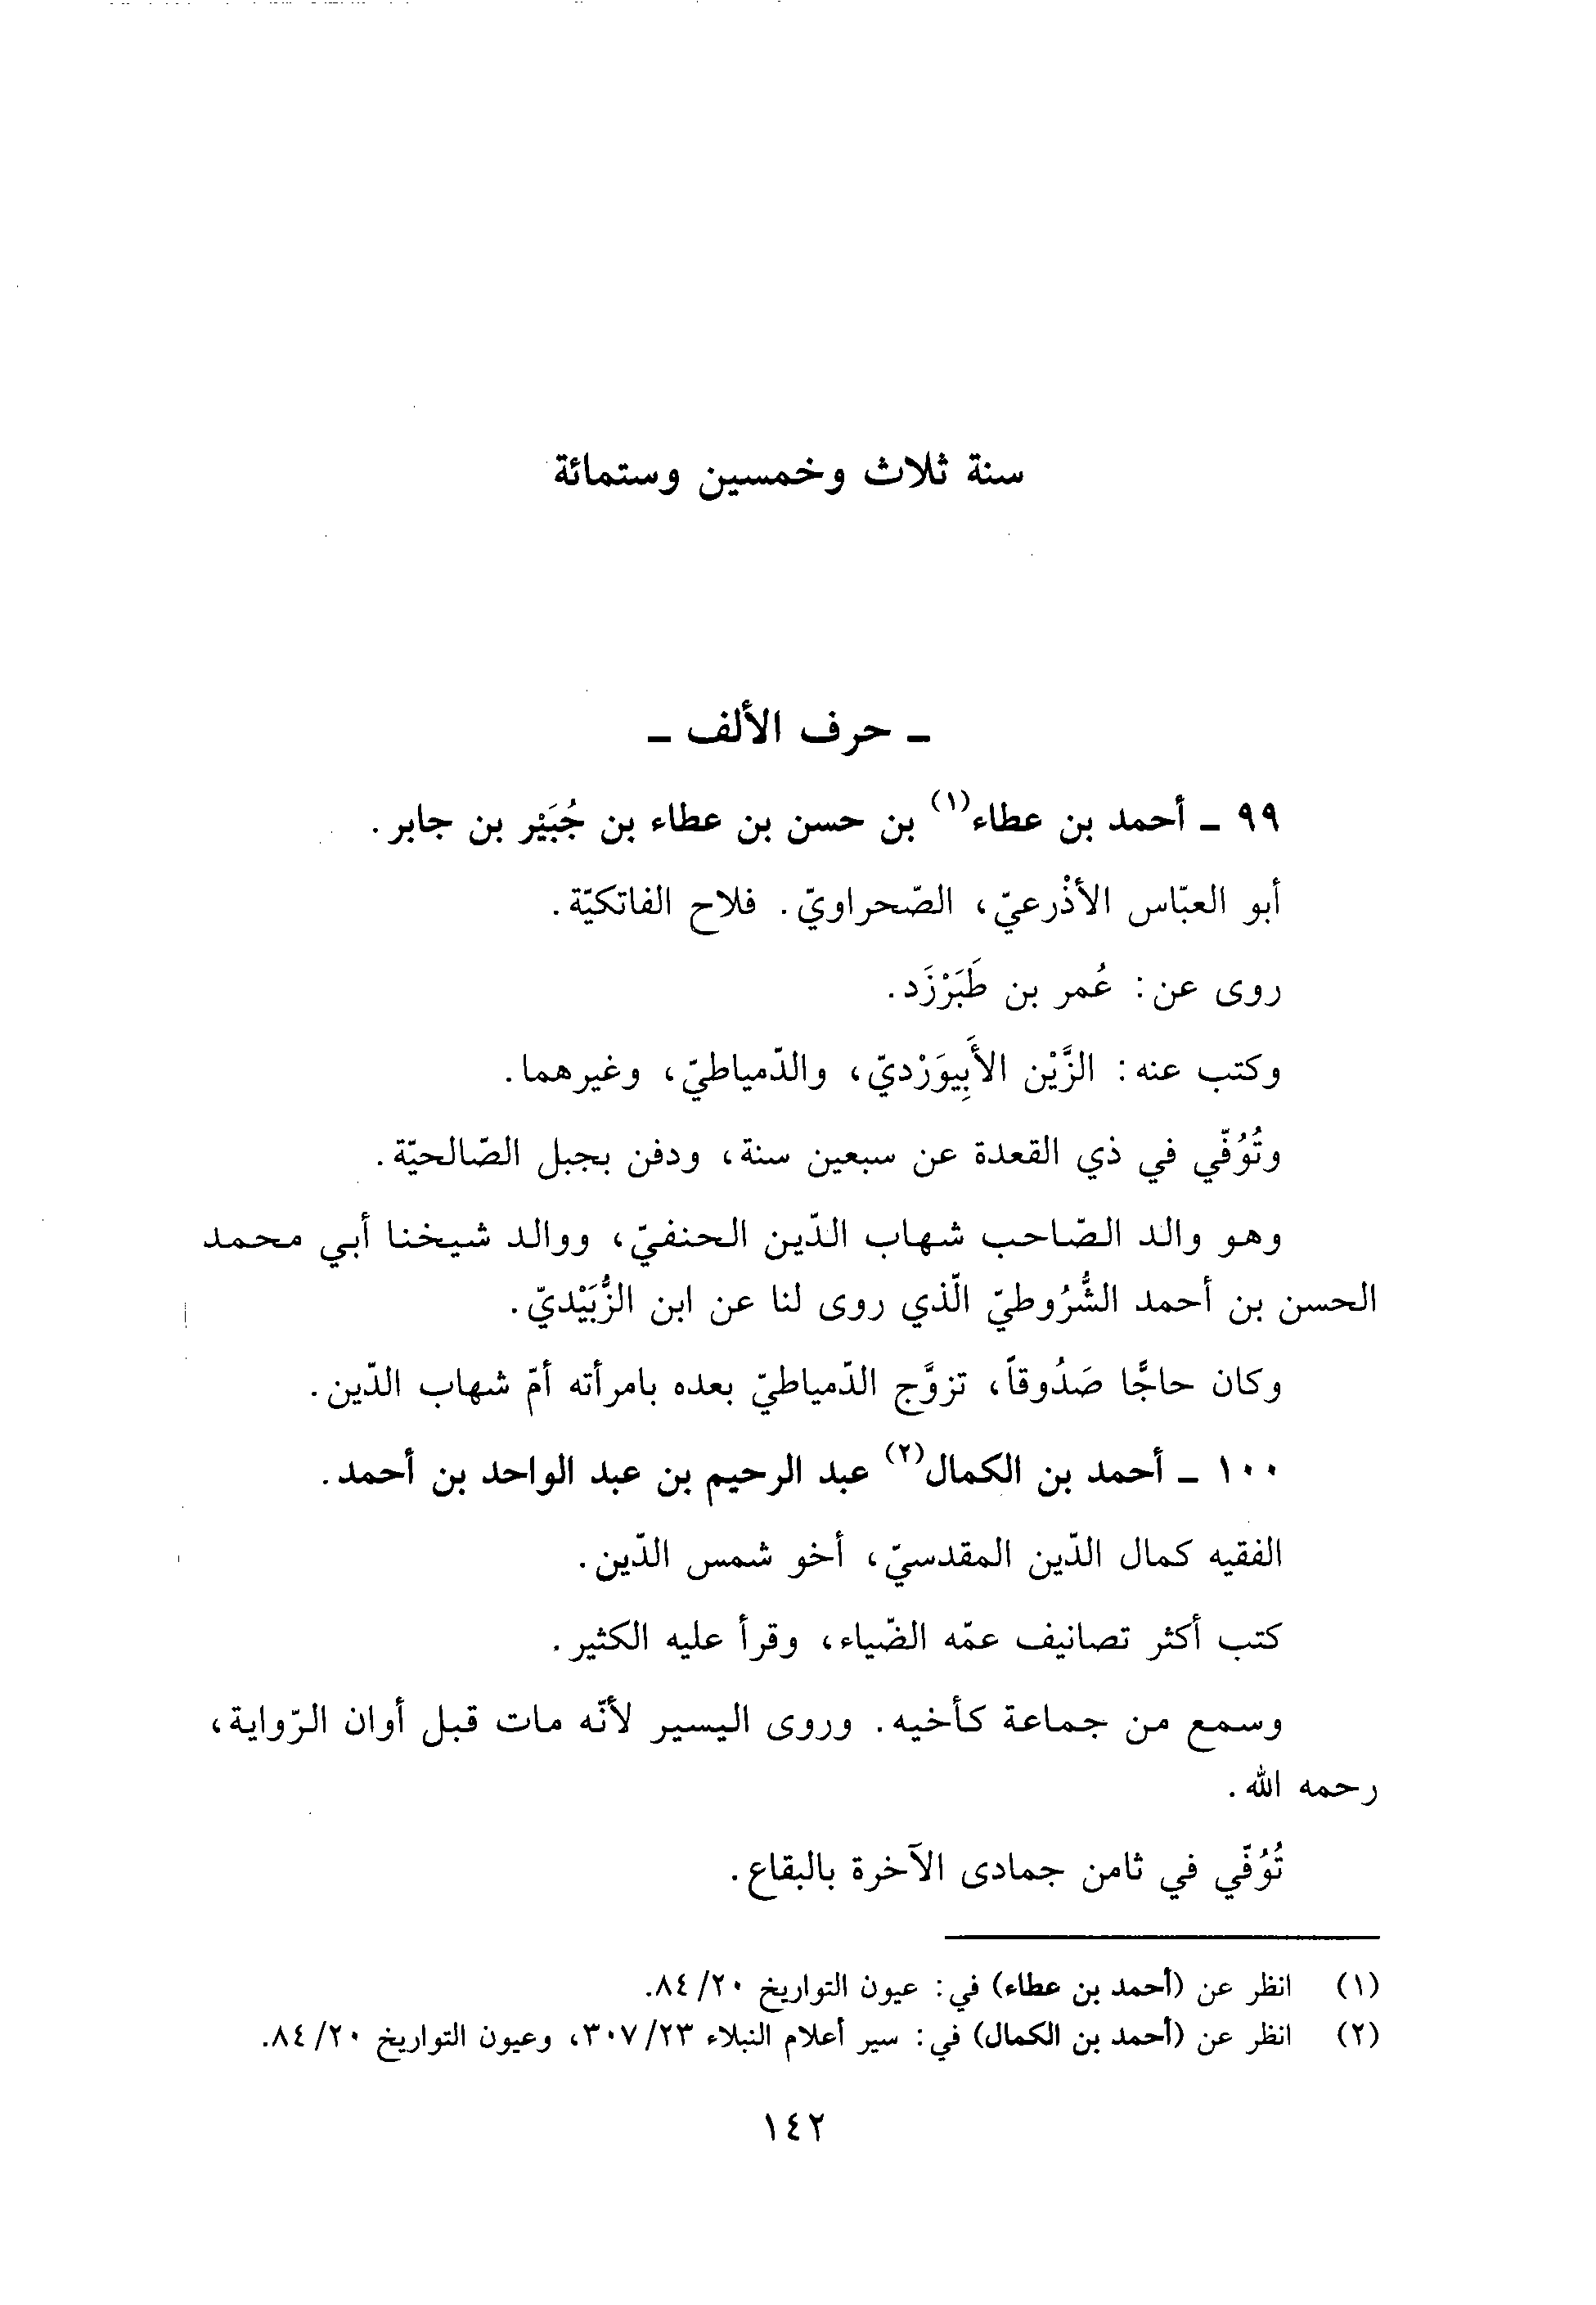 سنة ثلاث وخمسين وستمائة
ـ حرف الألف ـ
٩٩ ـ أحمد بن عطاء(١) بن حسن بن عطاء بن جُبَيْر بن جابر.
أبو العبّاس الأذْرعيّ، الصّحراويّ. فلاح الفاتكيّة.
روى عن: عُمر بن طَبَرْزَد.
وكتب عنه: الزَّيْن الأَبِيوَرْديّ، والدّمياطيّ، وغيرهما.
وتُوُفّي في ذي القعدة عن سبعين سنة، ودفن بجبل الصّالحيّة.
وهو والد الصّاحب شهاب الدّين الحنفيّ، ووالد شيخنا أبي محمد
الحسن بن أحمد الشُّرُوطيّ الّذي روى لنا عن ابن الزُّبَيْديّ.
وكان حاجًّا صَدُوقاً، تزوَّج الدّمياطيّ بعده بامرأته أمّ شهاب الدّين.
١٠٠ ـ أحمد بن الكمال(٢) عبد الرحيم بن عبد الواحد بن أحمد.
الفقيه كمال الدّين المقدسيّ، أخو شمس الدّين.
كتب أكثر تصانيف عمّه الضّياء، وقرأ عليه الكثير.
وسمع من جماعة كأخيه. وروى اليسير لأنّه مات قبل أوان الرّواية،
رحمه الله.
تُوُفّي في ثامن جمادى الآخرة بالبقاع.
(١) انظر عن (أحمد بن عطاء) في: عيون التواريخ ٢٠/ ٨٤.
(٢) انظر عن (أحمد بن الكمال) في: سير أعلام النبلاء ٢٣/ ٣٠٧، وعيون التواريخ ٢٠/ ٨٤.
١٤٢